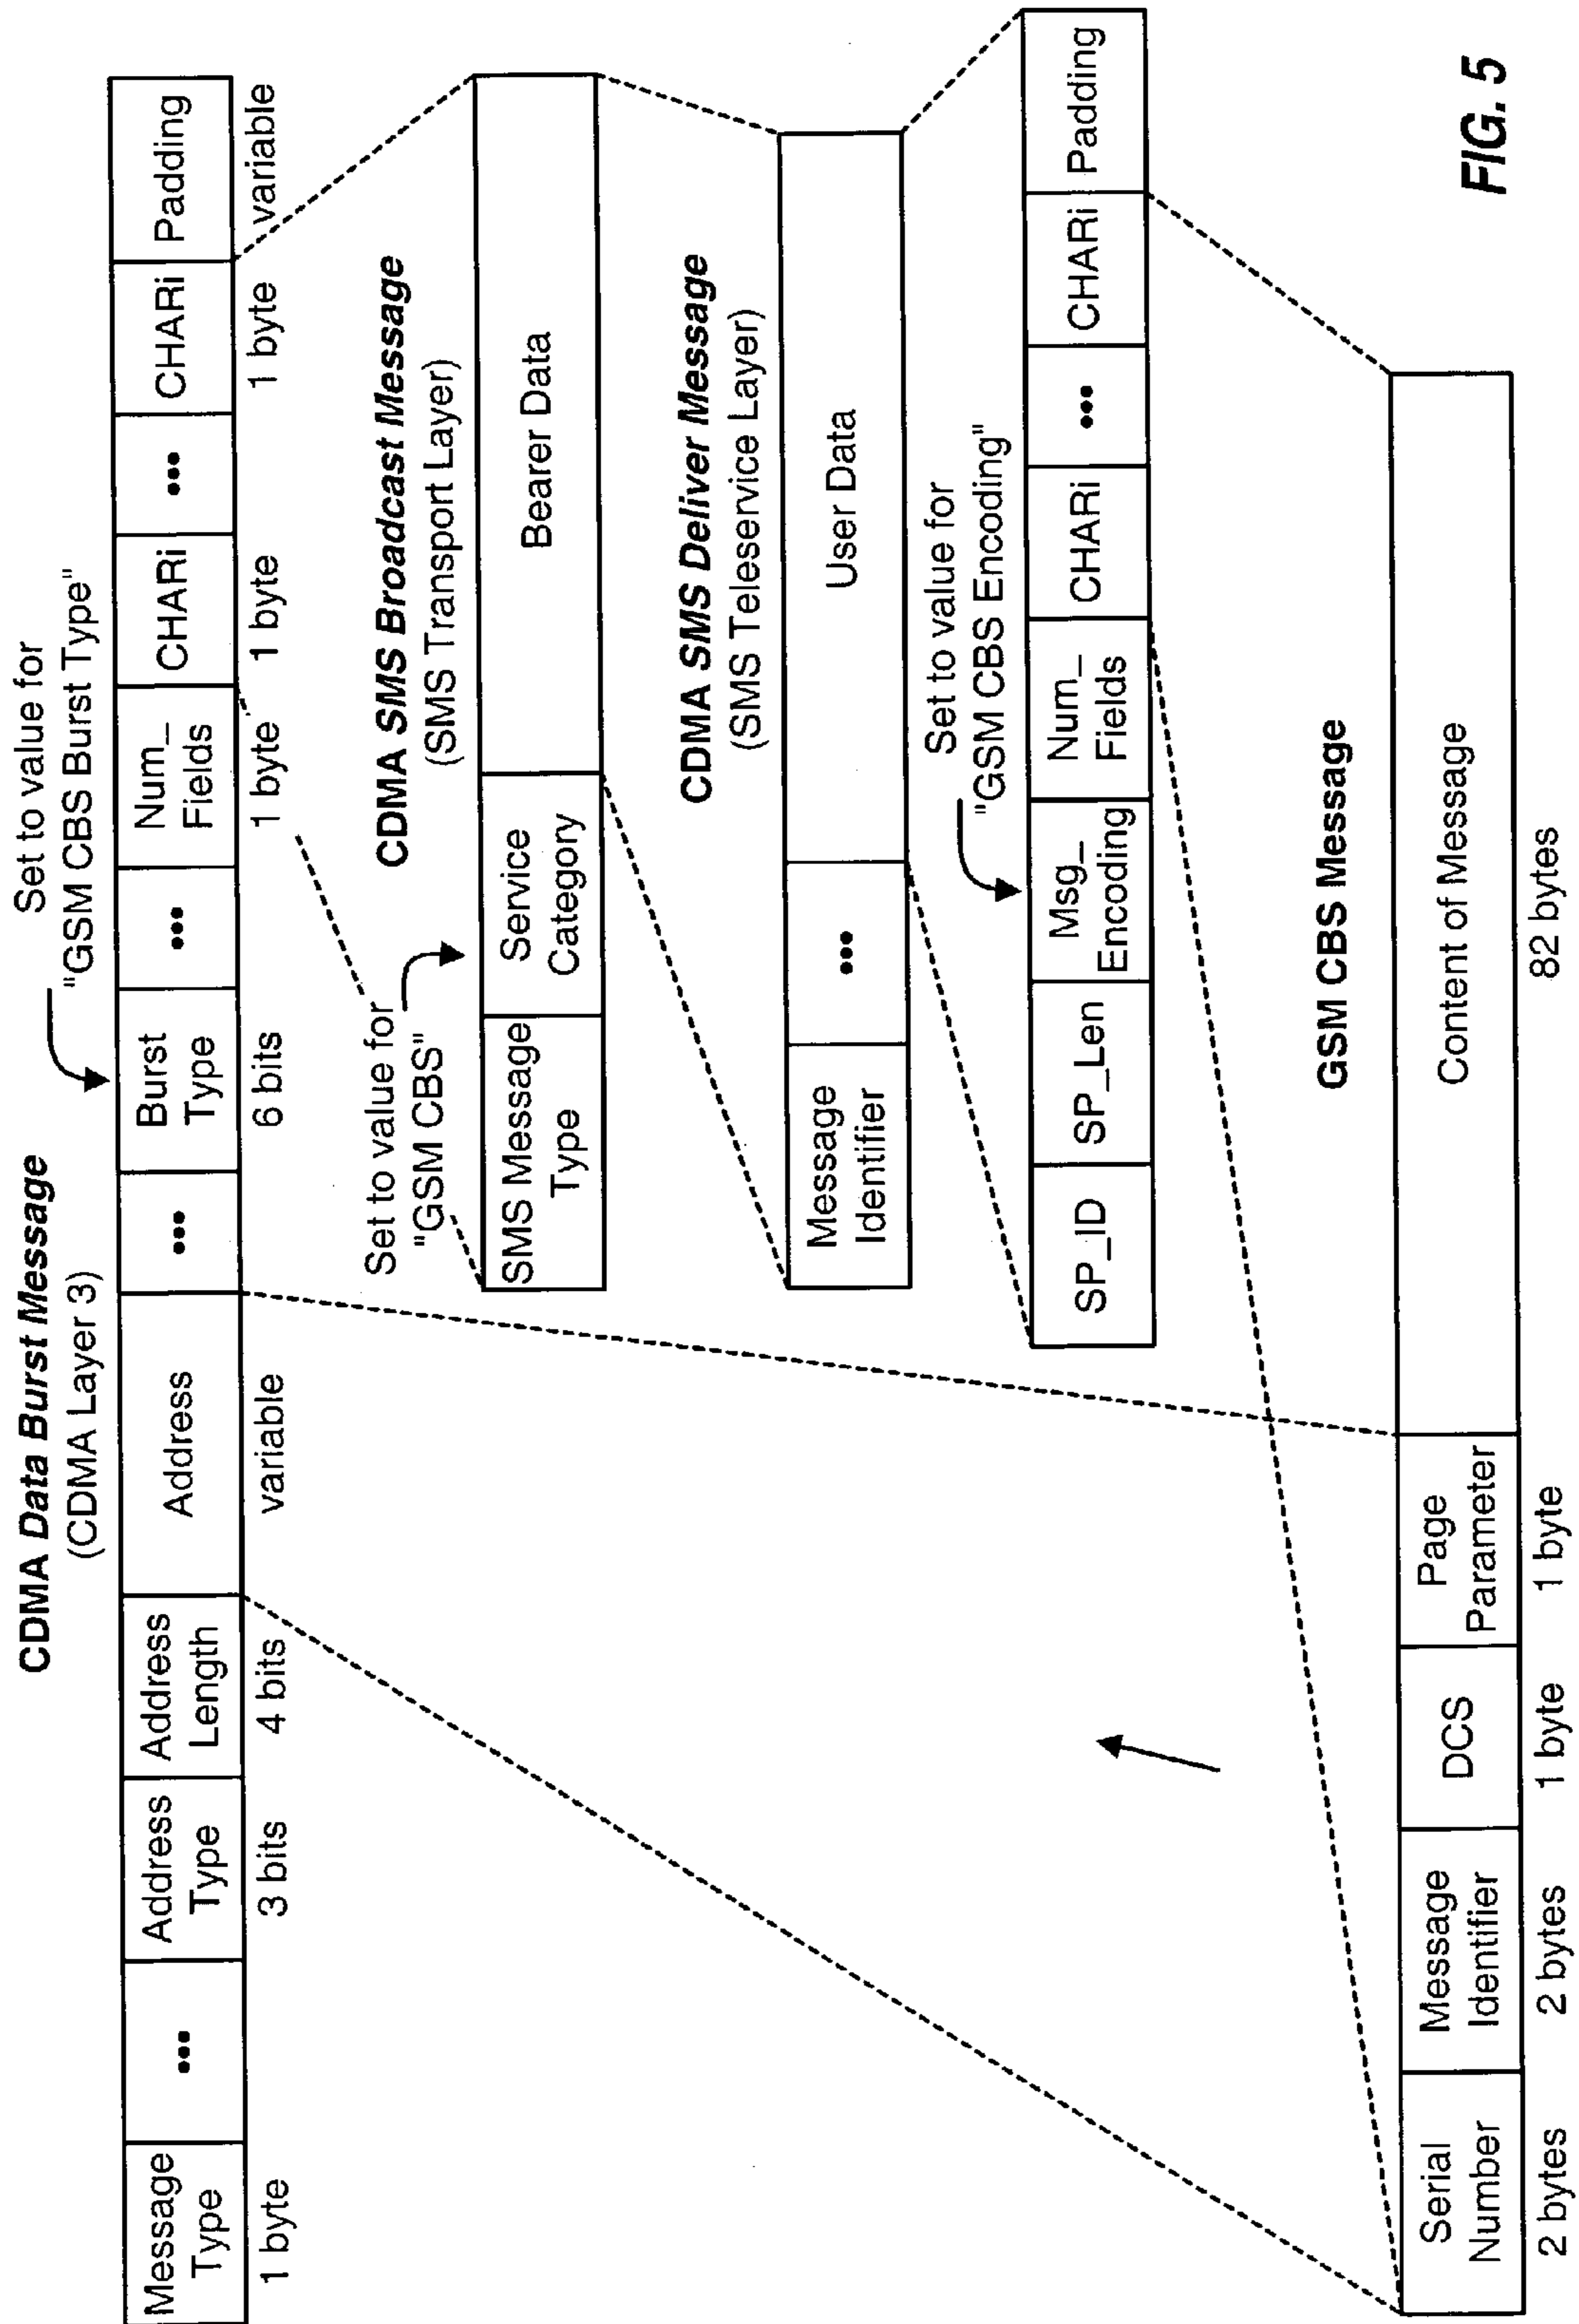 CDMA Data Burst Message
(CDMA Layer 3)
Set to value for
"GSM CBS Burst Type"
Message
Type
•••
Address
Type
Address
Length
Address
•••
Burst
Type
•••
Num_
Fields
CHARi
•••
CHARi
Padding
1 byte
3 bits
4 bits
variable
6 bits
1 byte
1 byte
1 byte
variable
CDMA SMS Broadcast Message
(SMS Transport Layer)
Set to value for
"GSM CBS"
SMS Message
Type
Service
Category
Bearer Data
CDMA SMS Deliver Message
(SMS Teleservice Layer)
Message
Identifier
•••
User Data
Set to value for
"GSM CBS Encoding"
SP_ID
SP_Len
Msg_
Encoding
Num_
Fields
CHARi
•••
CHARi
Padding
GSM CBS Message
Serial
Number
Message
Identifier
DCS
Page
Parameter
Content of Message
2 bytes
2 bytes
1 byte
1 byte
82 bytes
FIG. 5